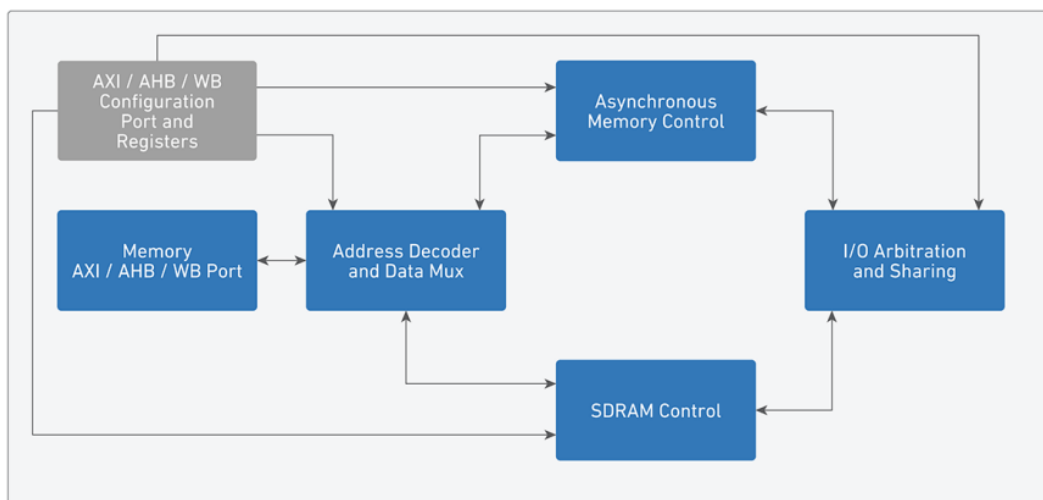 AXI / AHB / WB
Configuration
Port and
Registers
Asynchronous
Memory Control
Memory
AXI / AHB / WB Port
Address Decoder
and Data Mux
I/O Arbitration
and Sharing
SDRAM Control